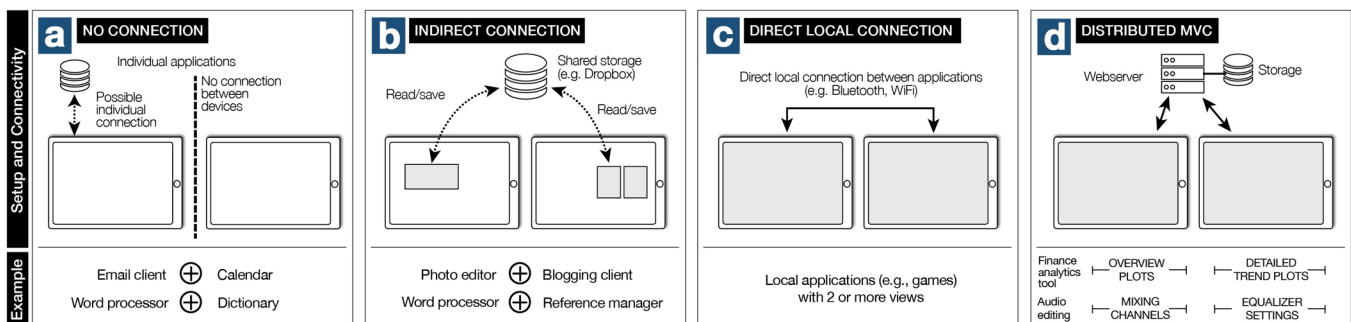 Setup and Connectivity
Example
a NO CONNECTION
Individual applications
Possible
individual
connection
No connection
between
devices
Email client ⊕ Calendar
Word processor ⊕ Dictionary
b INDIRECT CONNECTION
Shared storage
(e.g. Dropbox)
Read/save
Read/save
Photo editor ⊕ Blogging client
Word processor ⊕ Reference manager
c DIRECT LOCAL CONNECTION
Direct local connection between applications
(e.g. Bluetooth, WiFi)
Local applications (e.g., games)
with 2 or more views
d DISTRIBUTED MVC
Webserver
Storage
Finance
analytics
tool
OVERVIEW
PLOTS
DETAILED
TREND PLOTS
Audio
editing
MIXING
CHANNELS
EQUALIZER
SETTINGS